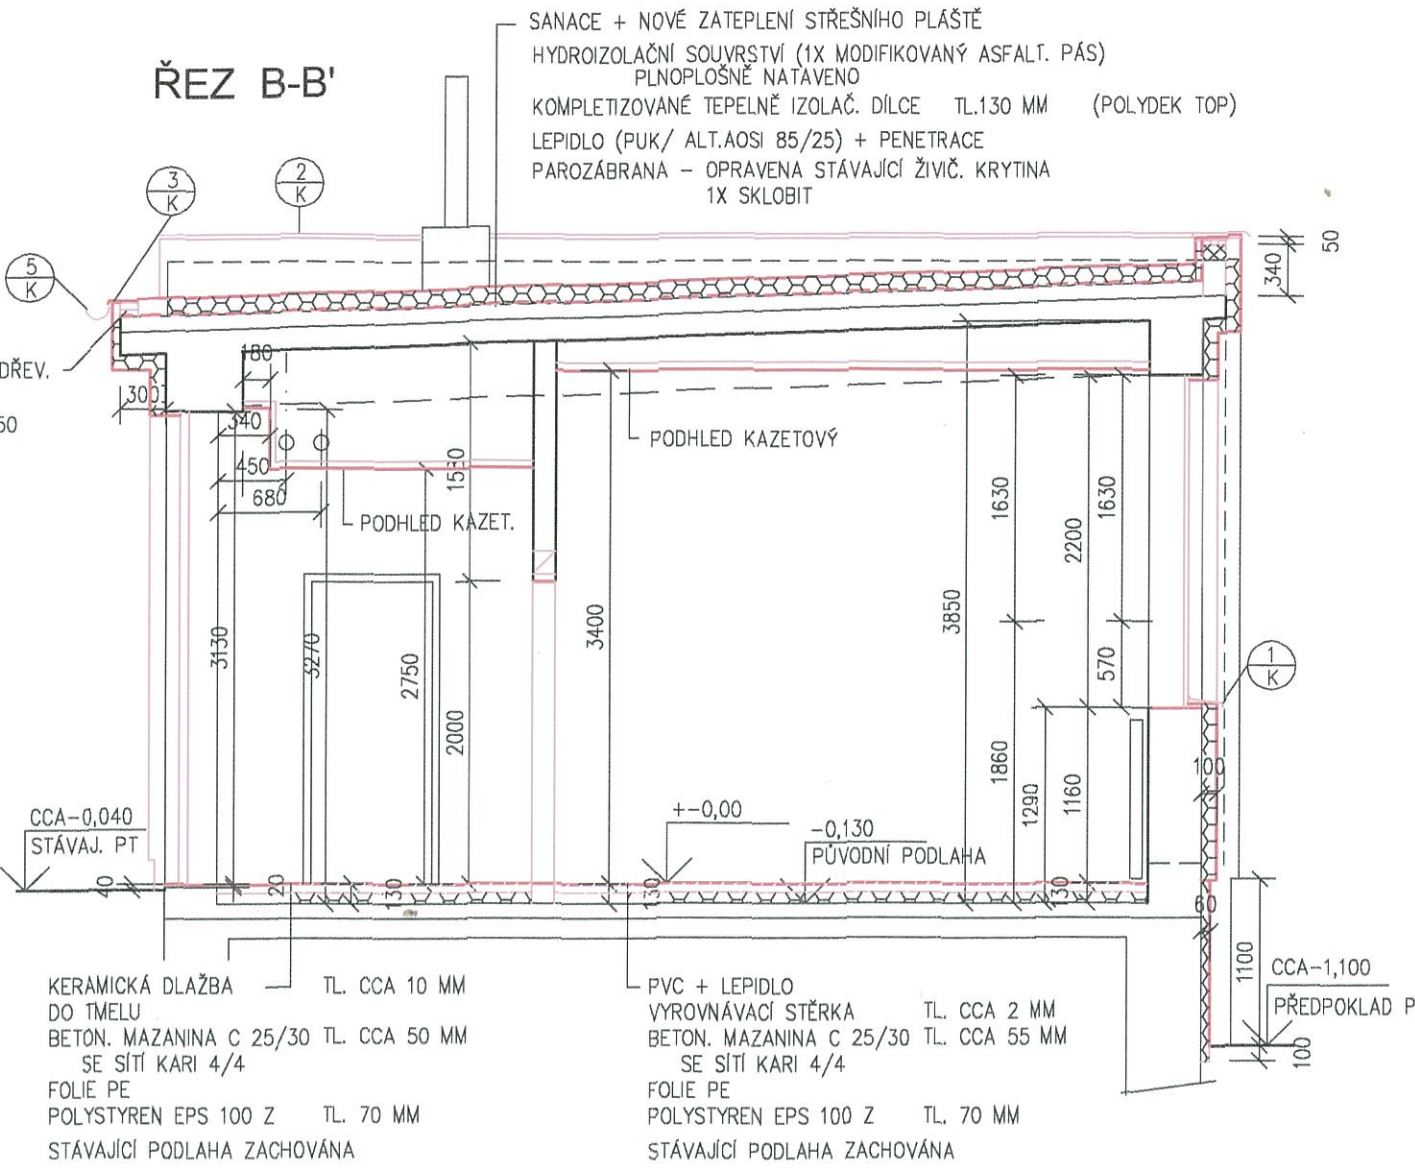 SANACE + NOVÉ ZATEPLENÍ STŘEŠNÍHO PLÁŠTĚ
HYDROIZOLAČNÍ SOUVRSTVÍ (1X MODIFIKOVANÝ ASFALT. PÁS)
PLNOPLOŠNĚ NATAVENO
KOMPLETIZOVANÉ TEPELNĚ IZOLAČ. DÍLCE TL.130 MM (POLYDEK TOP)
LEPIDLO (PUK/ ALT.AOSI 85/25) + PENETRACE
PAROZÁBRANA – OPRAVENA STÁVAJÍCÍ ŽIVIČ. KRYTINA
1X SKLOBIT
ŘEZ B-B'
3
K
2
K
5
K
50
340
DŘEV.
180
300
340
450
680
1530
PODHLED KAZETOVÝ
PODHLED KAZET.
1630
2200
1630
3850
3400
3130
3270
2750
2000
570
1
K
1860
1290
1160
100
CCA-0,040
STÁVAJ. PT
+-0,00
-0,130
PŮVODNÍ PODLAHA
40
20
130
130
130
60
1100
CCA-1,100
PŘEDPOKLAD P
100
KERAMICKÁ DLAŽBA TL. CCA 10 MM
DO TMELU
BETON. MAZANINA C 25/30 TL. CCA 50 MM
SE SÍTÍ KARI 4/4
FOLIE PE
POLYSTYREN EPS 100 Z TL. 70 MM
STÁVAJÍCÍ PODLAHA ZACHOVÁNA
PVC + LEPIDLO
VYROVNÁVACÍ STĚRKA TL. CCA 2 MM
BETON. MAZANINA C 25/30 TL. CCA 55 MM
SE SÍTÍ KARI 4/4
FOLIE PE
POLYSTYREN EPS 100 Z TL. 70 MM
STÁVAJÍCÍ PODLAHA ZACHOVÁNA